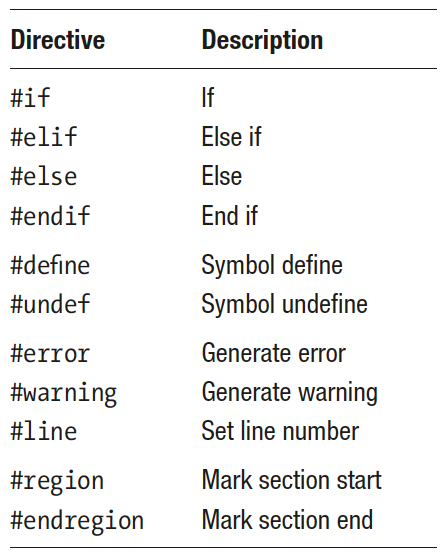 Directive Description
#if If
#elif Else if
#else Else
#endif End if
#define Symbol define
#undef Symbol undefine
#error Generate error
#warning Generate warning
#line Set line number
#region Mark section start
#endregion Mark section end